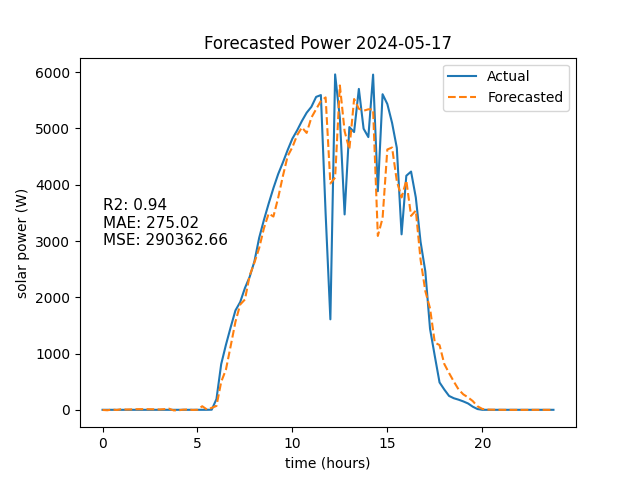 Forecasted Power 2024-05-17
Actual
Forecasted
R2: 0.94
MAE: 275.02
MSE: 290362.66
solar power (W)
6000
5000
4000
3000
2000
1000
0
0 5 10 15 20
time (hours)